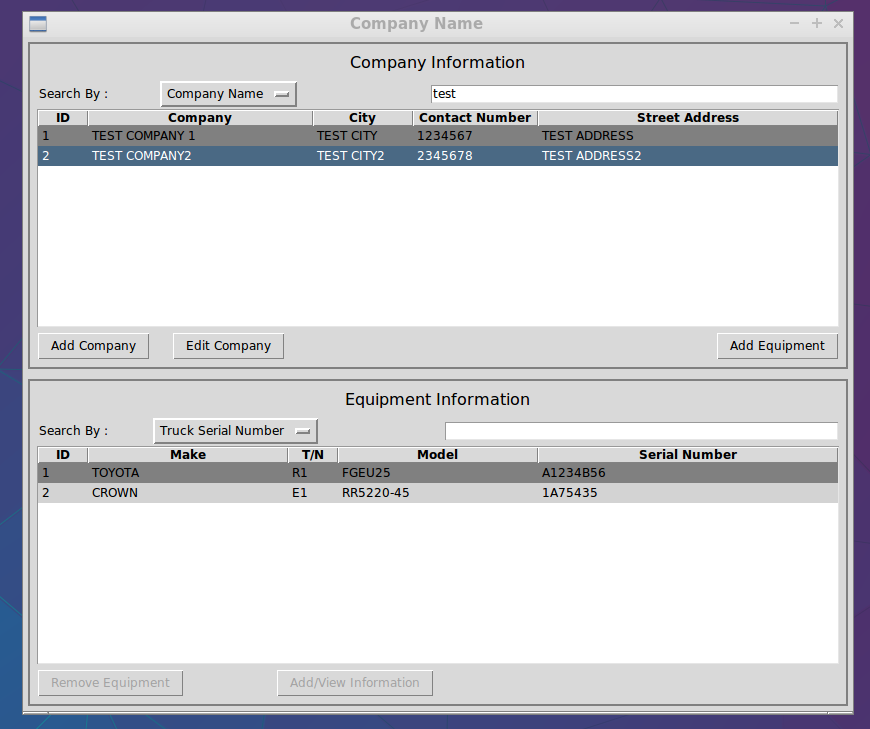 Company Name
Company Information
Search By : Company Name test
ID Company City Contact Number Street Address
1 TEST COMPANY 1 TEST CITY 1234567 TEST ADDRESS
2 TEST COMPANY2 TEST CITY2 2345678 TEST ADDRESS2
Add Company Edit Company Add Equipment
Equipment Information
Search By : Truck Serial Number
ID Make T/N Model Serial Number
1 TOYOTA R1 FGEU25 A1234B56
2 CROWN E1 RR5220-45 1A75435
Remove Equipment Add/View Information